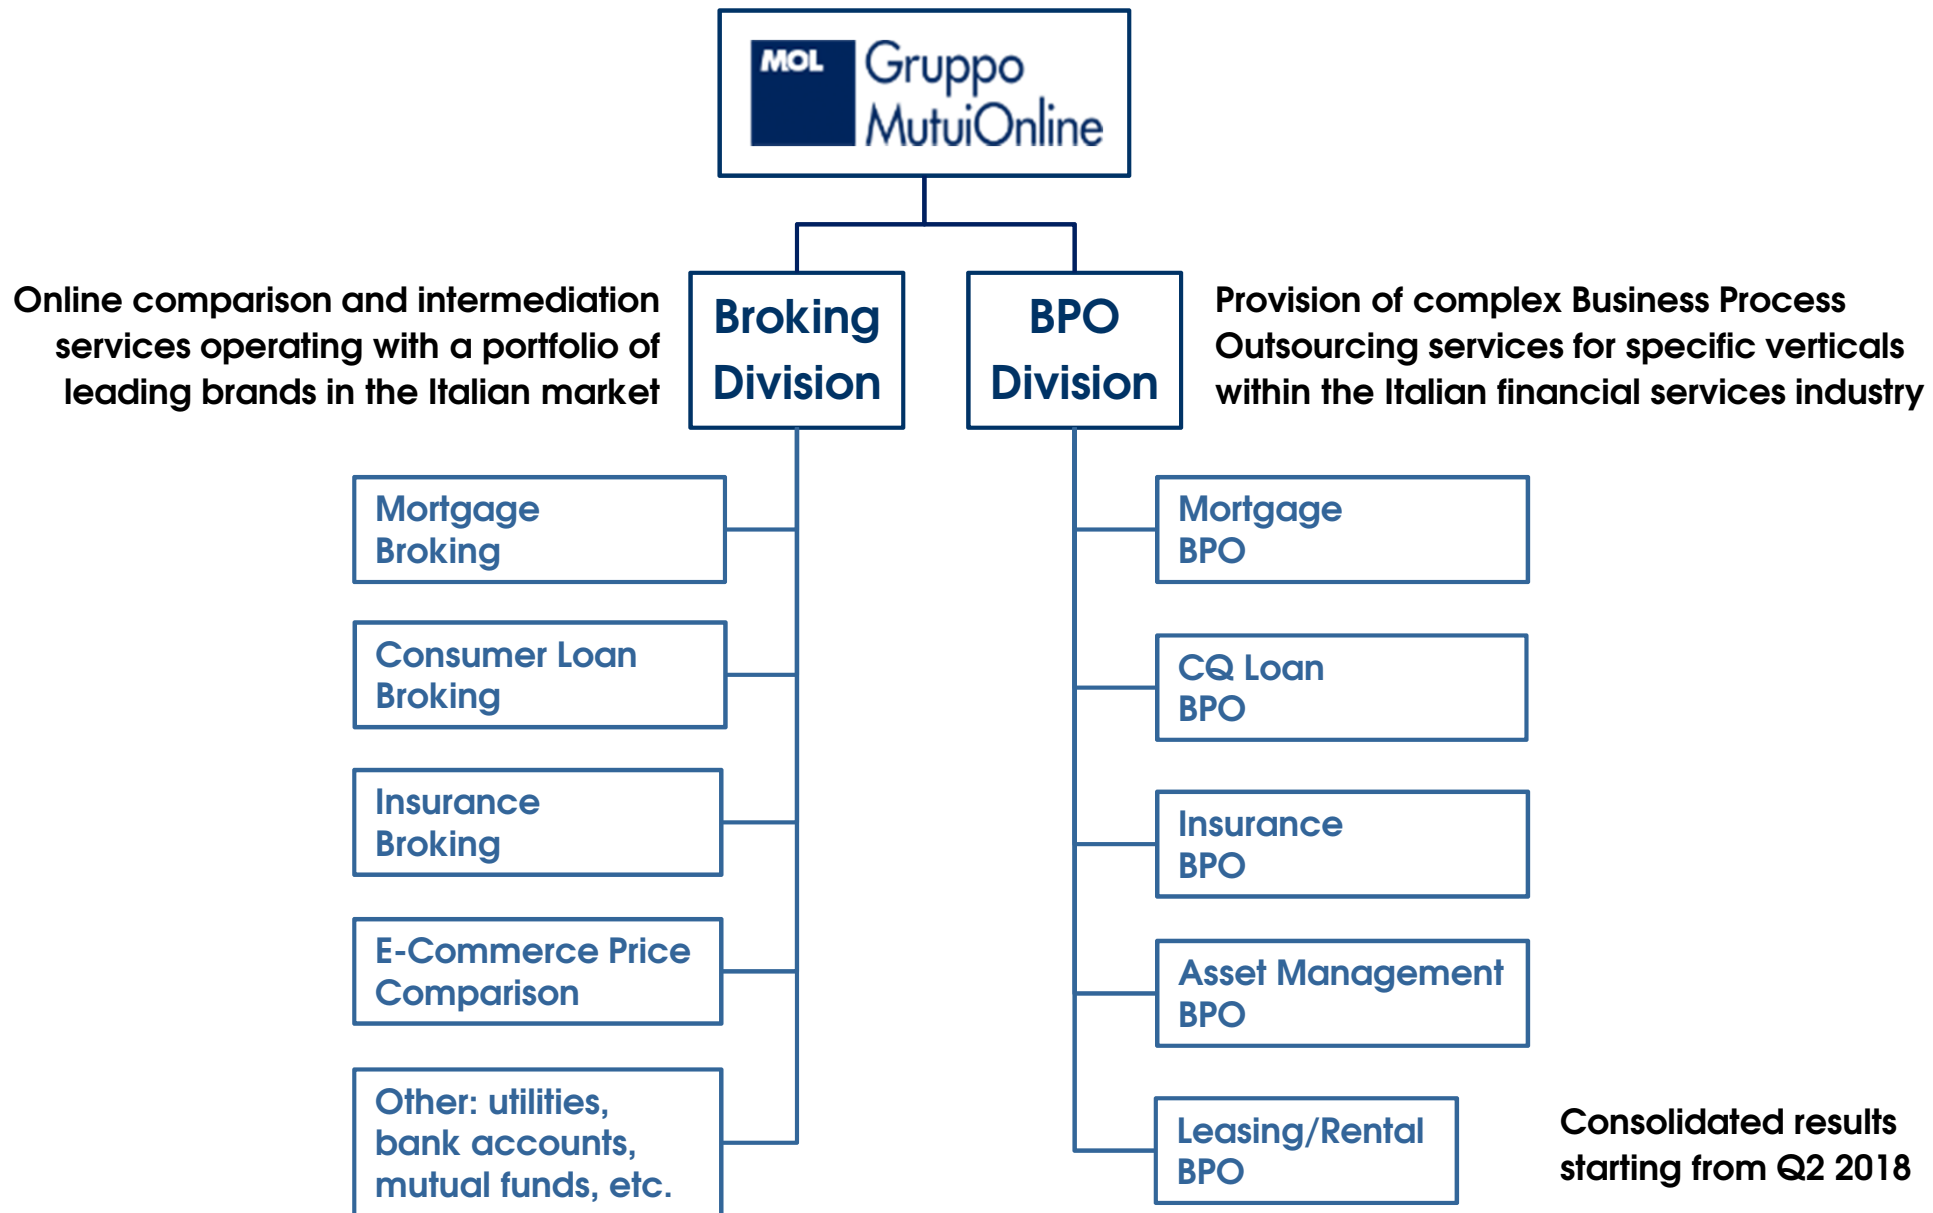 MOL
Gruppo
MutuiOnline
Online comparison and intermediation
services operating with a portfolio of
leading brands in the Italian market
Broking
Division
BPO
Division
Provision of complex Business Process
Outsourcing services for specific verticals
within the Italian financial services industry
Mortgage
Broking
Consumer Loan
Broking
Insurance
Broking
E-Commerce Price
Comparison
Other: utilities,
bank accounts,
mutual funds, etc.
Mortgage
BPO
CQ Loan
BPO
Insurance
BPO
Asset Management
BPO
Leasing/Rental
BPO
Consolidated results
starting from Q2 2018